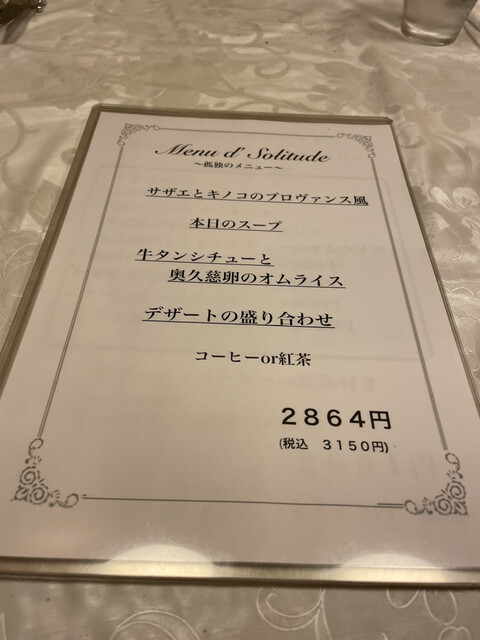 Menu d' Solitude
～孤独のメニュー～
サザエとキノコのプロヴァンス風
本日のスープ
牛タンシチューと
奥久慈卵のオムライス
デザートの盛り合わせ
コーヒーor紅茶
２８６４円
(税込　３１５０円)